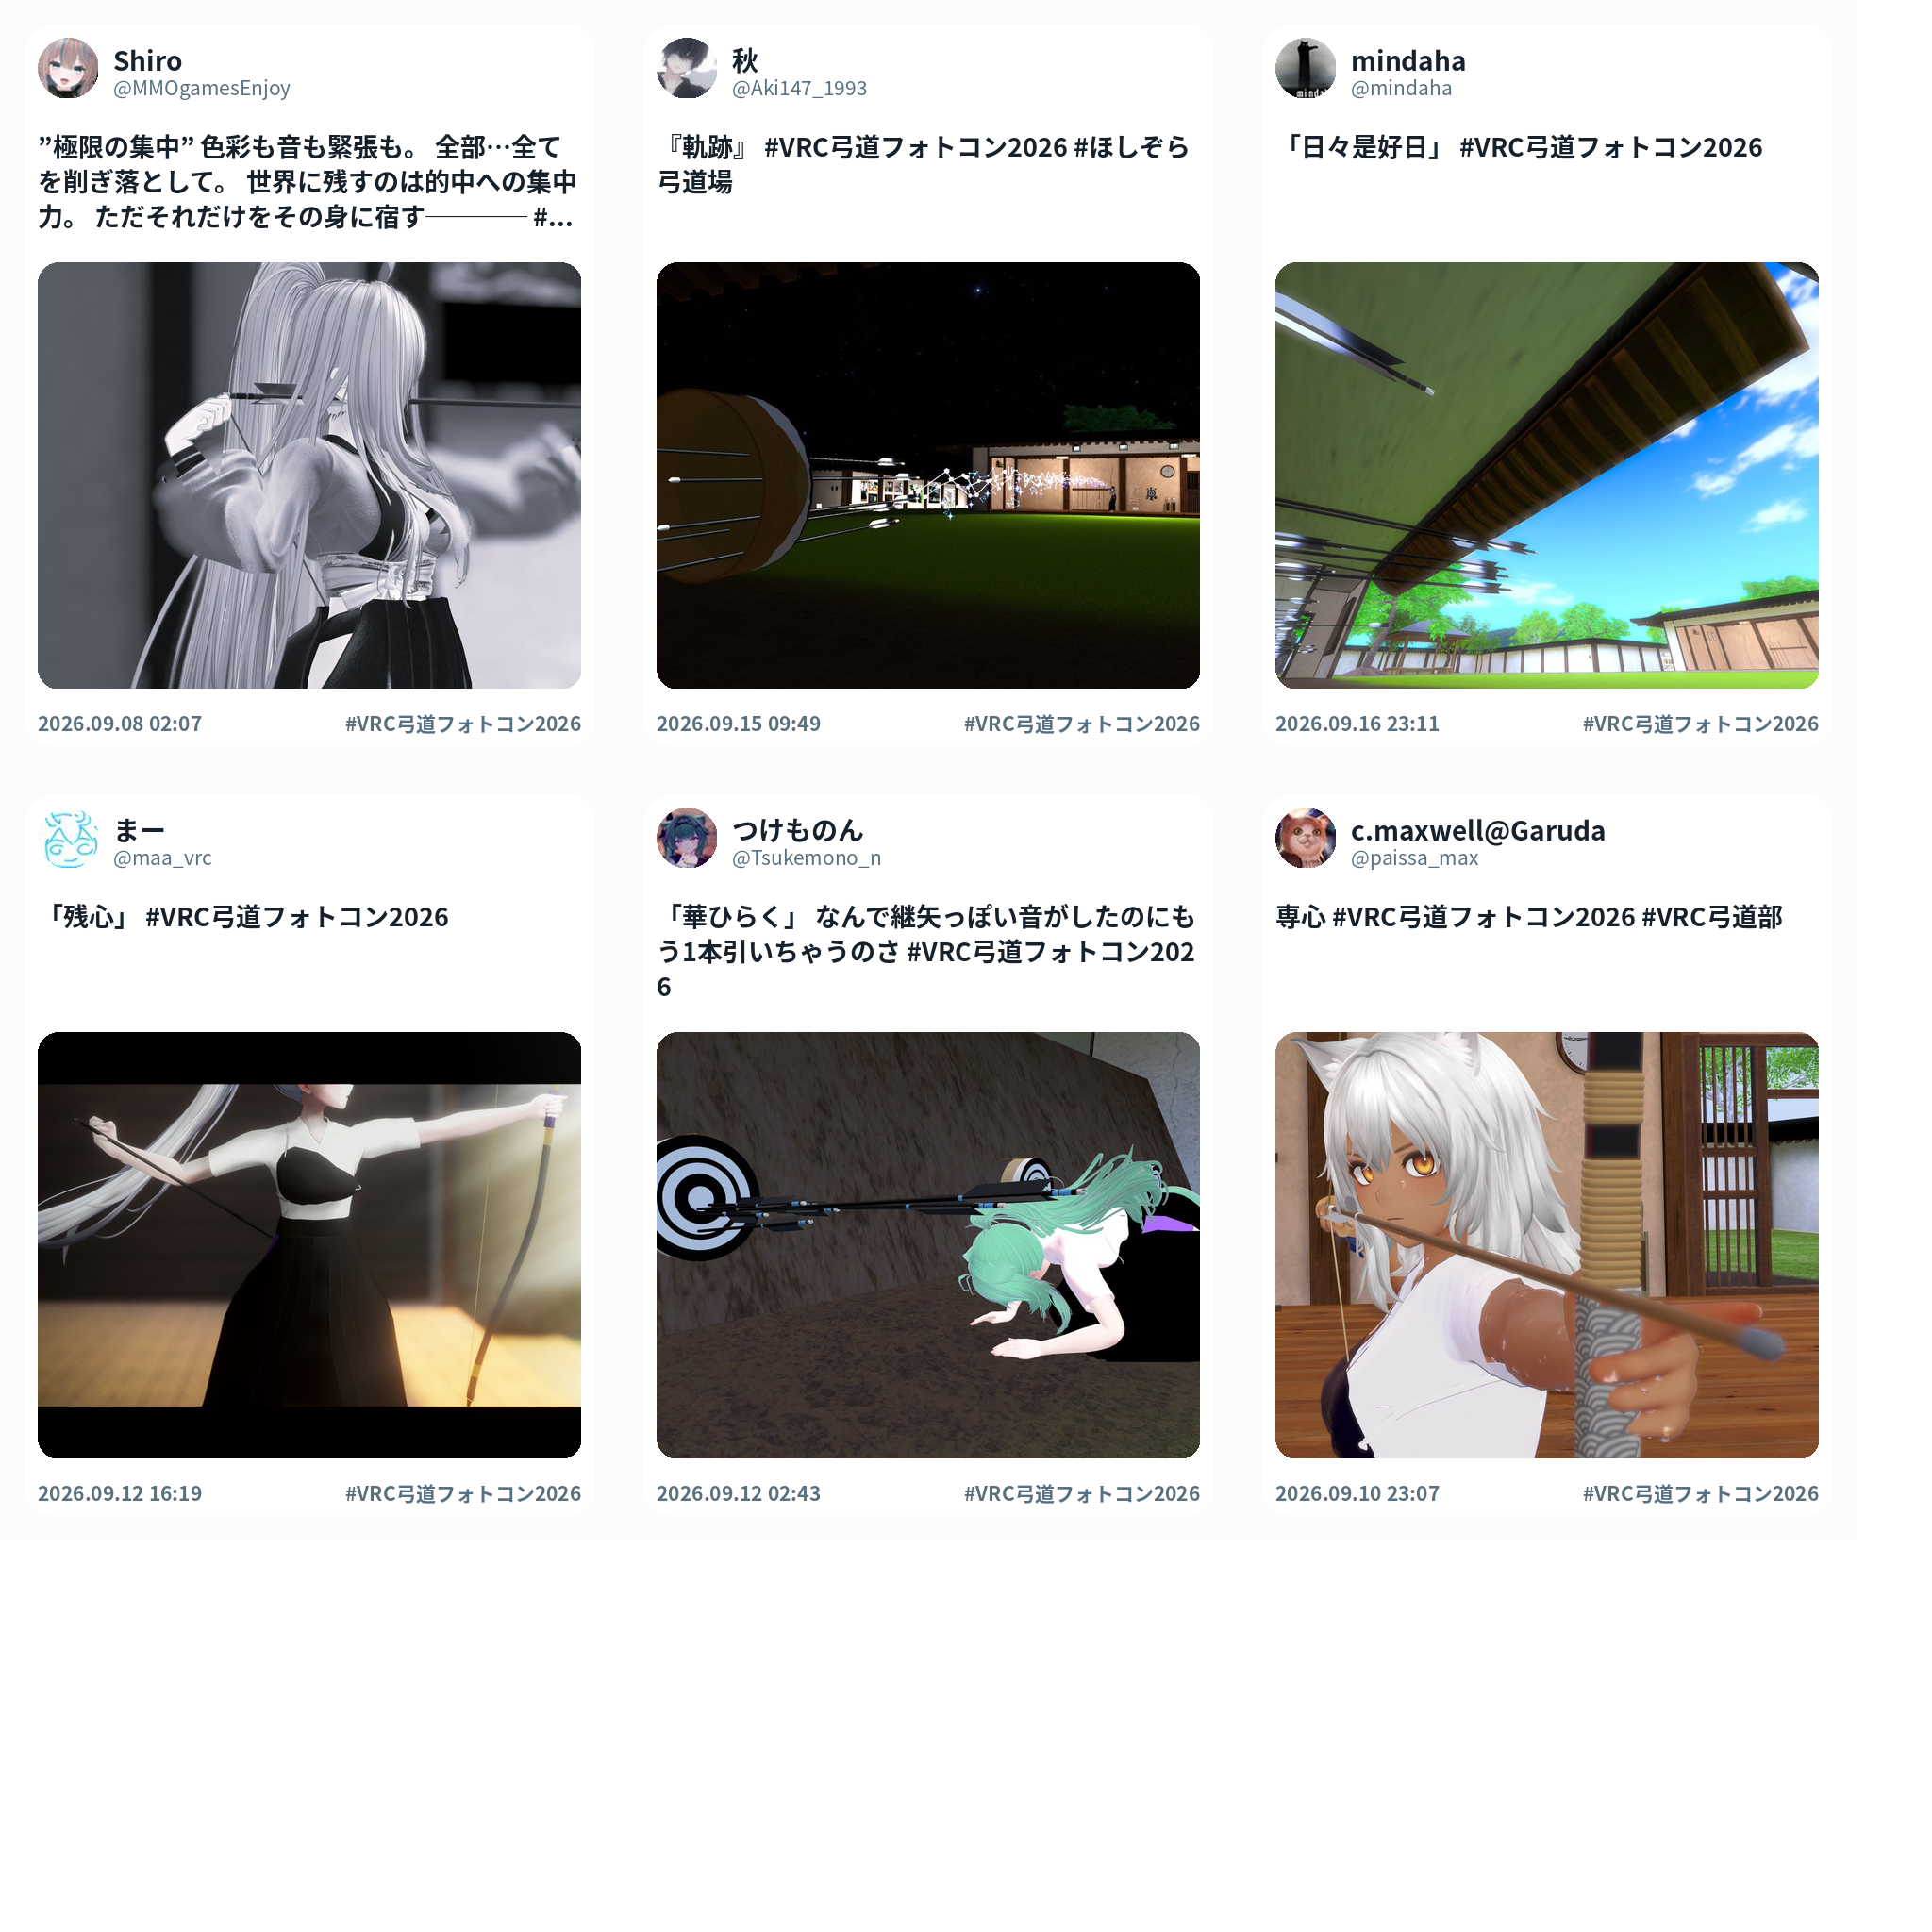 Shiro
@MMOgamesEnjoy
”極限の集中” 色彩も音も緊張も。 全部…全て
を削ぎ落として。 世界に残すのは的中への集中
力。 ただそれだけをその身に宿す―――― #...
2026.09.08 02:07
#VRC弓道フォトコン2026
秋
@Aki147_1993
『軌跡』 #VRC弓道フォトコン2026 #ほしぞら
弓道場
2026.09.15 09:49
#VRC弓道フォトコン2026
mindaha
@mindaha
「日々是好日」 #VRC弓道フォトコン2026
2026.09.16 23:11
#VRC弓道フォトコン2026
まー
@maa_vrc
「残心」 #VRC弓道フォトコン2026
2026.09.12 16:19
#VRC弓道フォトコン2026
つけものん
@Tsukemono_n
「華ひらく」 なんで継矢っぽい音がしたのにも
う1本引いちゃうのさ #VRC弓道フォトコン202
6
2026.09.12 02:43
#VRC弓道フォトコン2026
c.maxwell@Garuda
@paissa_max
専心 #VRC弓道フォトコン2026 #VRC弓道部
2026.09.10 23:07
#VRC弓道フォトコン2026